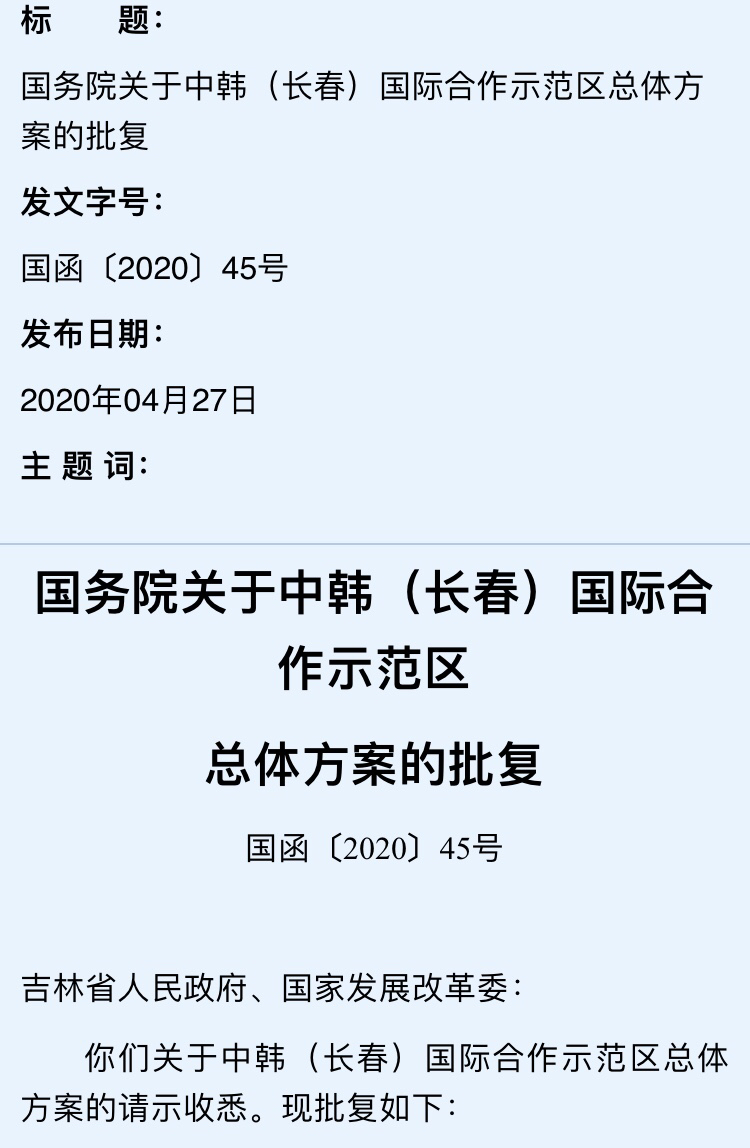 标　　题：
国务院关于中韩（长春）国际合作示范区总体方
案的批复
发文字号：
国函〔2020〕45号
发布日期：
2020年04月27日
主 题 词：
国务院关于中韩（长春）国际合
作示范区
总体方案的批复
国函〔2020〕45号
吉林省人民政府、国家发展改革委：
你们关于中韩（长春）国际合作示范区总体
方案的请示收悉。现批复如下：